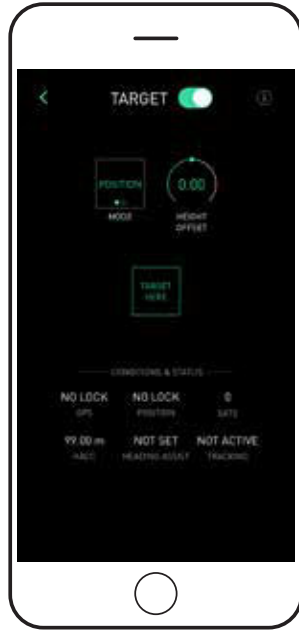 TARGET
POSITION
MODE
0.00
HEIGHT
OFFSET
TARGET
HERE
CONDITIONS & STATUS
NO LOCK NO LOCK 0
GPS POSITION SATS
99.00 m NOT SET NOT ACTIVE
HACC HEADING ASSIST TRACKING